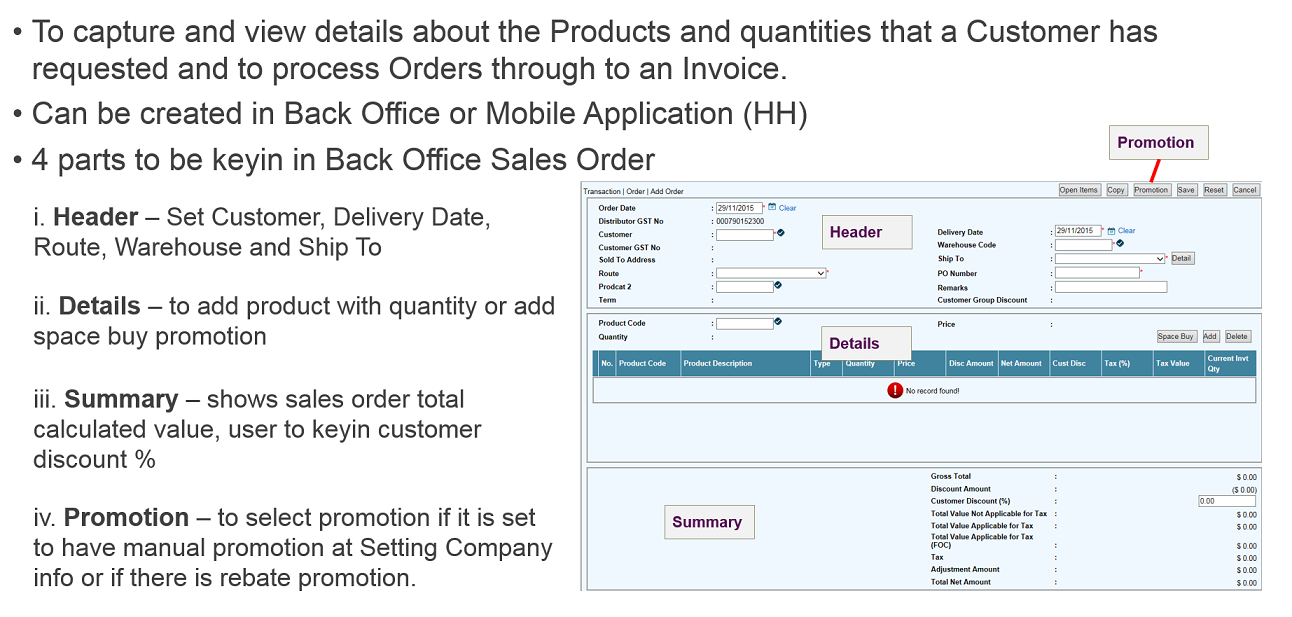 • To capture and view details about the Products and quantities that a Customer has
requested and to process Orders through to an Invoice.
• Can be created in Back Office or Mobile Application (HH)
• 4 parts to be keyin in Back Office Sales Order
i. Header – Set Customer, Delivery Date,
Route, Warehouse and Ship To
ii. Details – to add product with quantity or add
space buy promotion
iii. Summary – shows sales order total
calculated value, user to keyin customer
discount %
iv. Promotion – to select promotion if it is set
to have manual promotion at Setting Company
info or if there is rebate promotion.
Promotion
Transaction | Order | Add Order
Open Items Copy Promotion Save Reset Cancel
Order Date : 29/11/2015 * Clear
Distributor GST No : 000790152300
Customer : *
Customer GST No :
Sold To Address :
Route : *
Prodcat 2 :
Term :
Header
Delivery Date : 29/11/2015 * Clear
Warehouse Code : *
Ship To : * Detail
PO Number : *
Remarks :
Customer Group Discount :
Product Code :
Quantity :
Details
Price :
Space Buy Add Delete
No. Product Code Product Description Type Quantity Price Disc Amount Net Amount Cust Disc Tax (%) Tax Value Current Invt
Qty
! No record found!
Summary
Gross Total : $ 0.00
Discount Amount : ($ 0.00)
Customer Discount (%) : 0.00
Total Value Not Applicable for Tax : $ 0.00
Total Value Applicable for Tax : $ 0.00
Total Value Applicable for Tax
(FOC) : $ 0.00
Tax : $ 0.00
Adjustment Amount : $ 0.00
Total Net Amount : $ 0.00